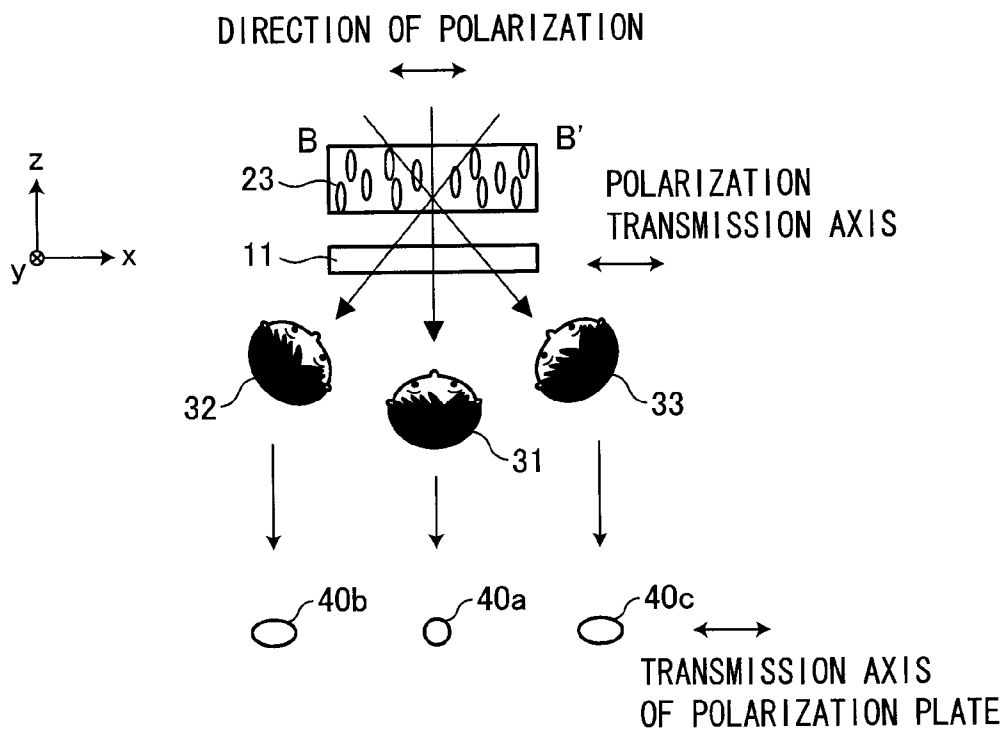 DIRECTION OF POLARIZATION
B
B'
z
23
POLARIZATION
TRANSMISSION AXIS
y
x
11
32
33
31
40b
40a
40c
TRANSMISSION AXIS
OF POLARIZATION PLATE